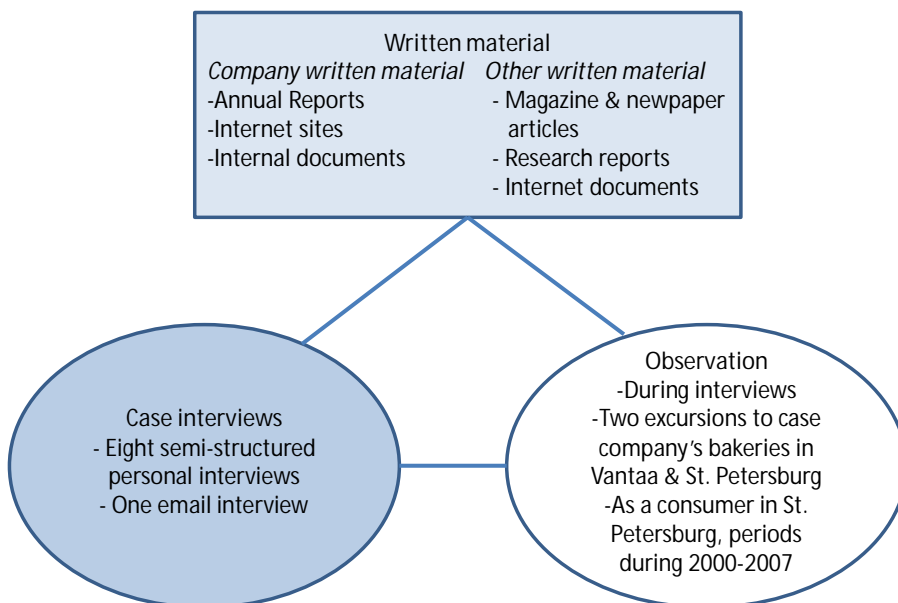 Written material
Company written material
-Annual Reports
-Internet sites
-Internal documents
Other written material
- Magazine & newpaper
articles
- Research reports
- Internet documents
Case interviews
- Eight semi-structured
personal interviews
- One email interview
Observation
-During interviews
-Two excursions to case
company's bakeries in
Vantaa & St. Petersburg
-As a consumer in St.
Petersburg, periods
during 2000-2007